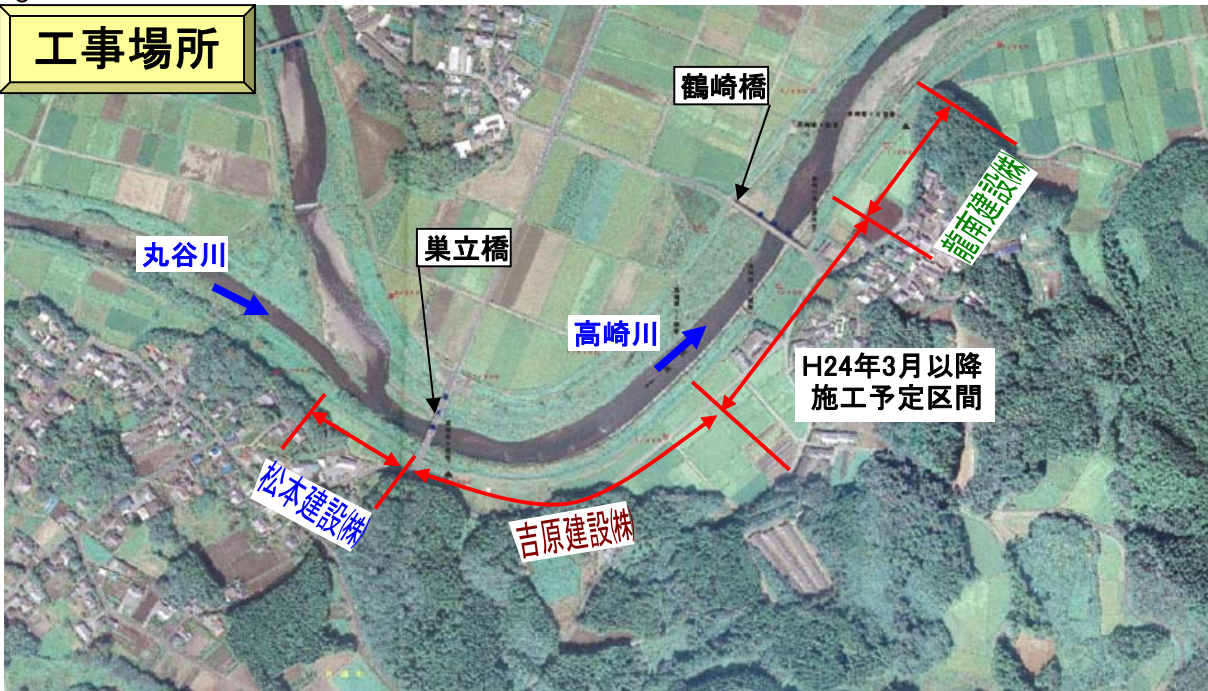 工事場所
鶴崎橋
龍南建設㈱
巣立橋
丸谷川
高崎川
H24年3月以降
施工予定区間
松本建設㈱
吉原建設㈱